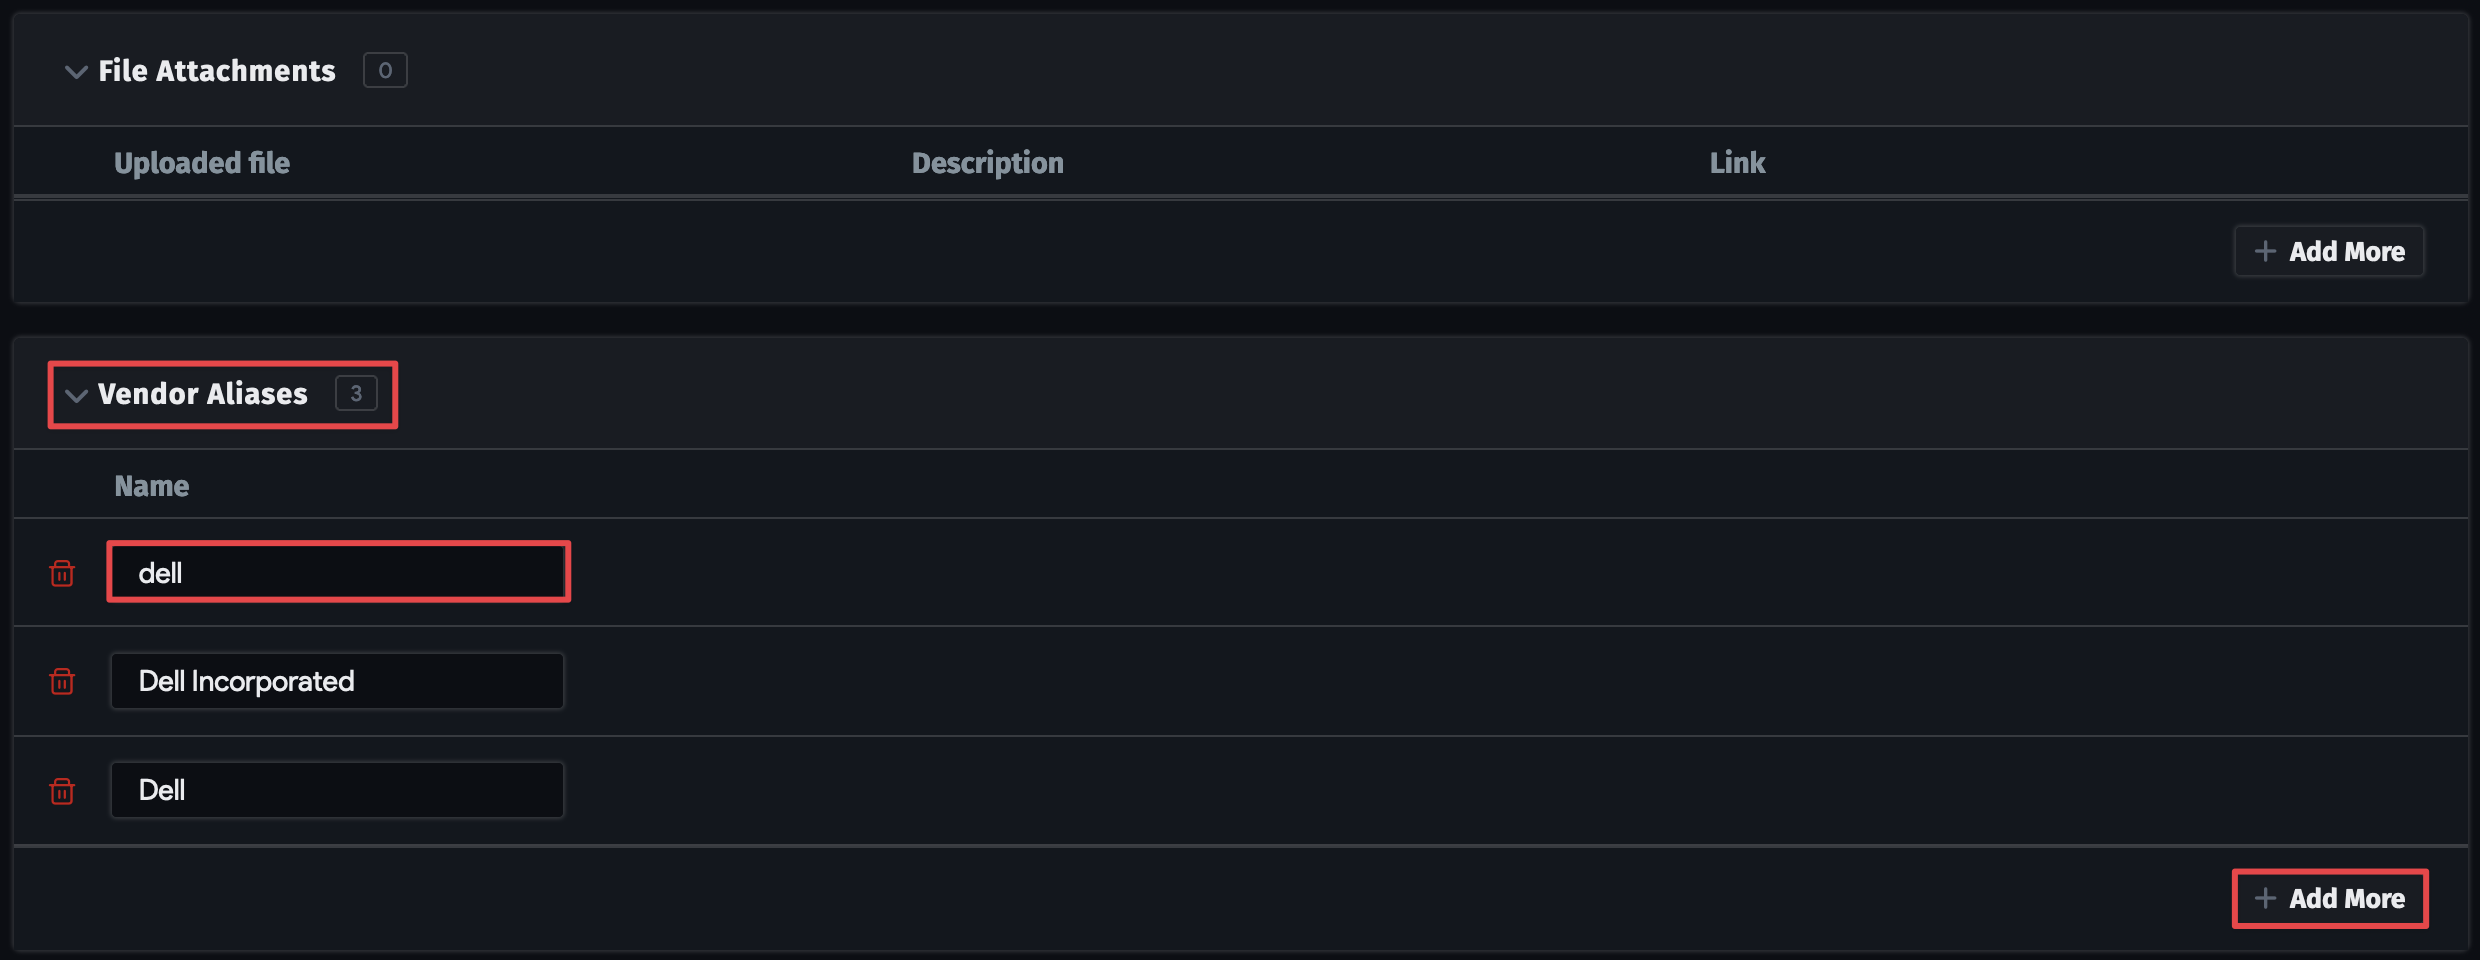 File Attachments 0
Uploaded file Description Link
+ Add More
Vendor Aliases 3
Name
dell
Dell Incorporated
Dell
+ Add More